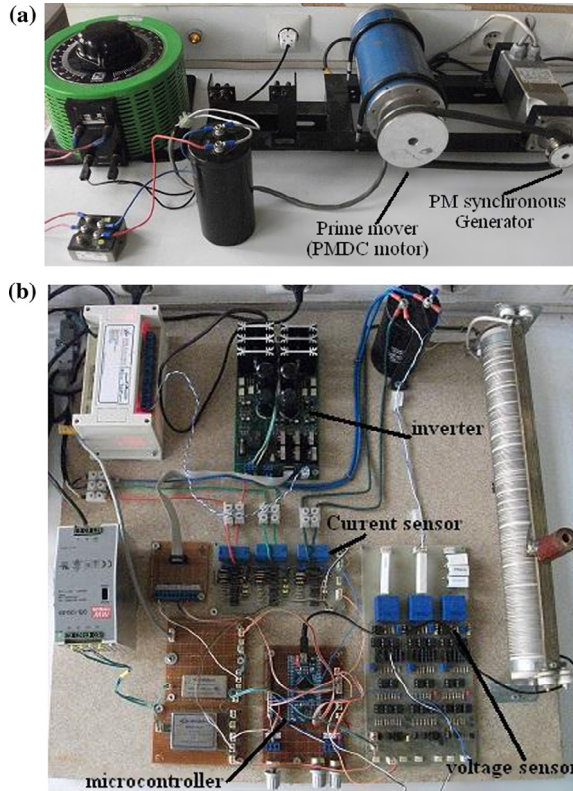 (a)
Prime mover
(PMDC motor)
PM synchronous
Generator
(b)
inverter
Current sensor
microcontroller
voltage sensor